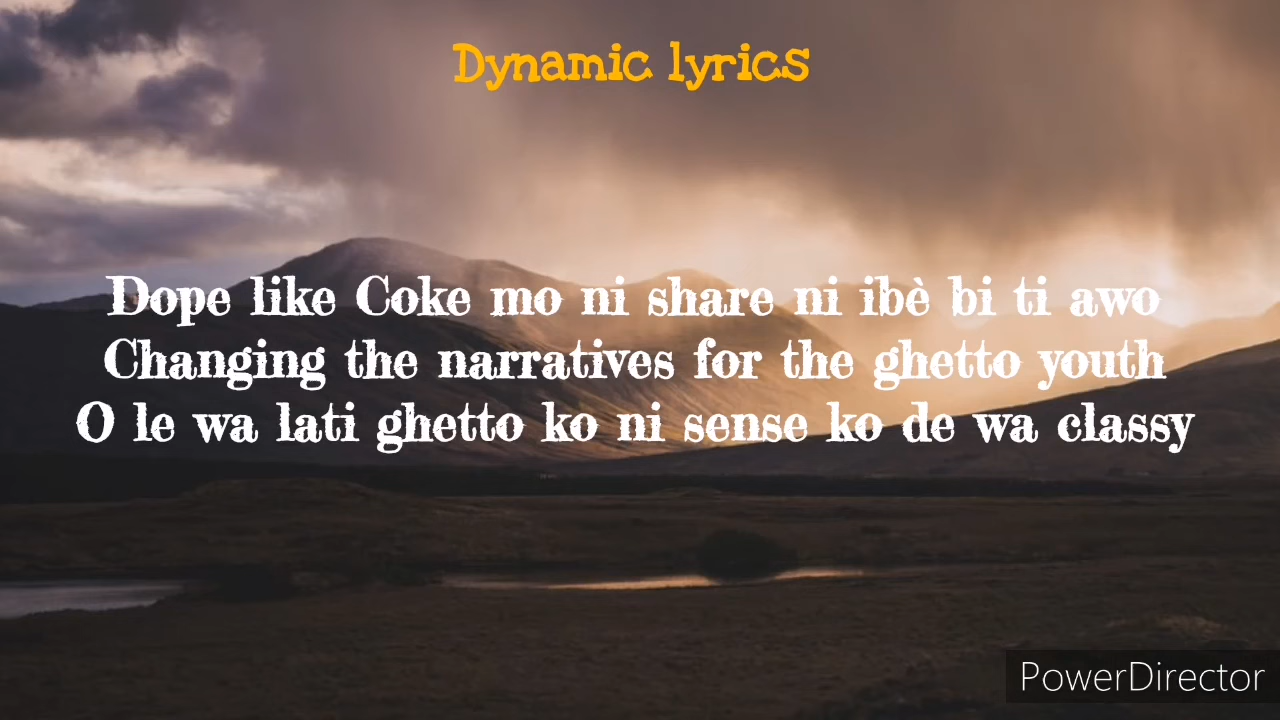 Dynamic lyrics
Dope like Coke mo ni share ni ibè bi ti awo
Changing the narratives for the ghetto youth
O le wa lati ghetto ko ni sense ko de wa classy
PowerDirector